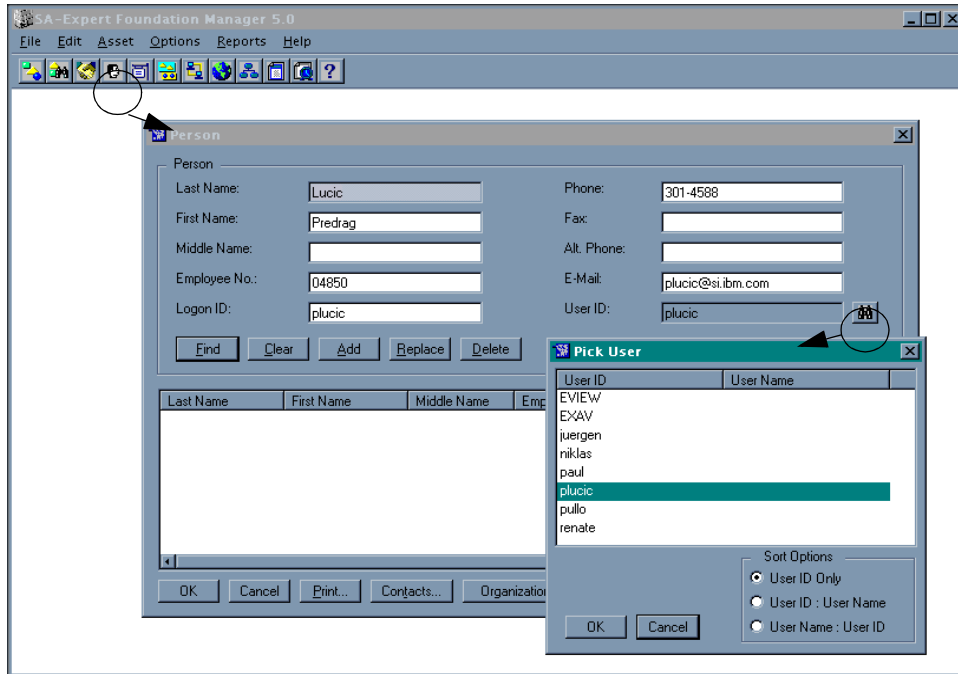 SA-Expert Foundation Manager 5.0
File Edit Asset Options Reports Help
Person
Person
Last Name: Lucic Phone: 301-4588
First Name: Predrag Fax:
Middle Name: Alt. Phone:
Employee No.: 04850 E-Mail: plucic@si.ibm.com
Logon ID: plucic User ID: plucic
Find Clear Add Replace Delete
Pick User
User ID User Name
Last Name First Name Middle Name Emp
EVIEW
EXAV
juergen
niklas
paul
plucic
pullo
renate
Sort Options
User ID Only
User ID : User Name
User Name : User ID
OK Cancel Print... Contacts... Organization
OK Cancel